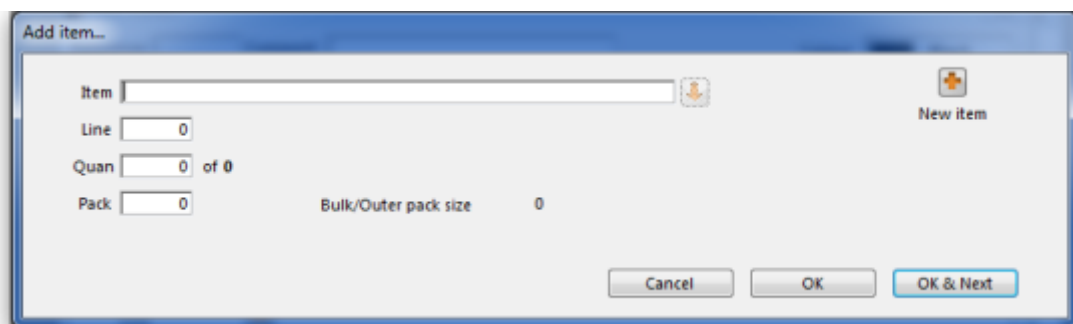 Add item...
Item
New item
Line 0
Quan 0 of 0
Pack 0 Bulk/Outer pack size 0
Cancel OK OK & Next